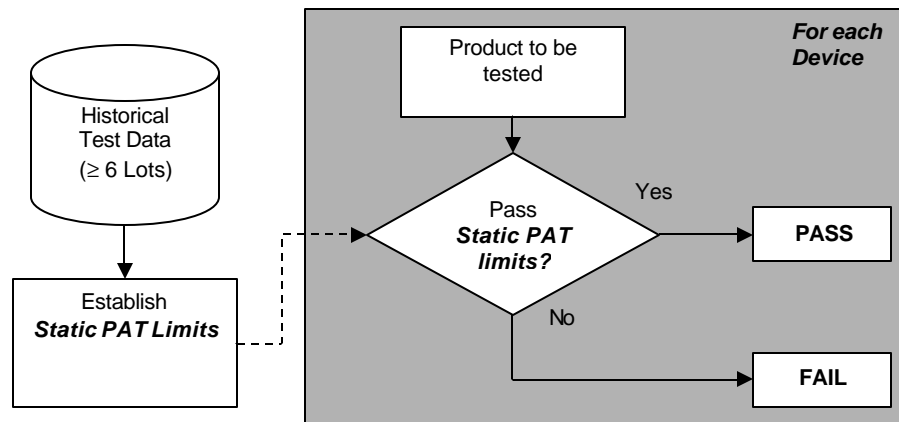 Historical
Test Data
(≥ 6 Lots)
Establish
Static PAT Limits
For each
Device
Product to be
tested
Pass
Static PAT
limits?
Yes
PASS
No
FAIL